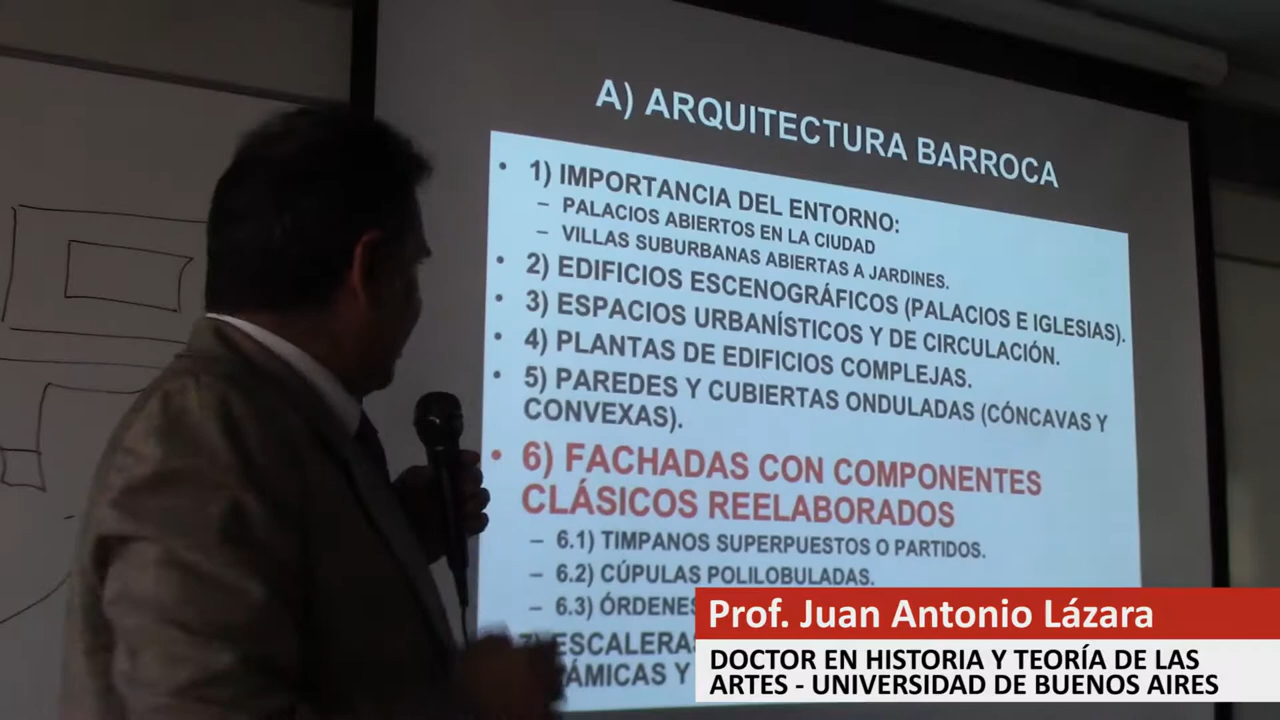 A) ARQUITECTURA BARROCA
• 1) IMPORTANCIA DEL ENTORNO:
– PALACIOS ABIERTOS EN LA CIUDAD
– VILLAS SUBURBANAS ABIERTAS A JARDINES.
• 2) EDIFICIOS ESCENOGRÁFICOS (PALACIOS E IGLESIAS).
• 3) ESPACIOS URBANÍSTICOS Y DE CIRCULACIÓN.
• 4) PLANTAS DE EDIFICIOS COMPLEJAS.
• 5) PAREDES Y CUBIERTAS ONDULADAS (CÓNCAVAS Y
CONVEXAS).
• 6) FACHADAS CON COMPONENTES
CLÁSICOS REELABORADOS
– 6.1) TIMPANOS SUPERPUESTOS O PARTIDOS.
– 6.2) CÚPULAS POLILOBULADAS.
– 6.3) ÓRDENES
7) ESCALERAS
Y
Prof. Juan Antonio Lázara
DOCTOR EN HISTORIA Y TEORÍA DE LAS
ARTES - UNIVERSIDAD DE BUENOS AIRES